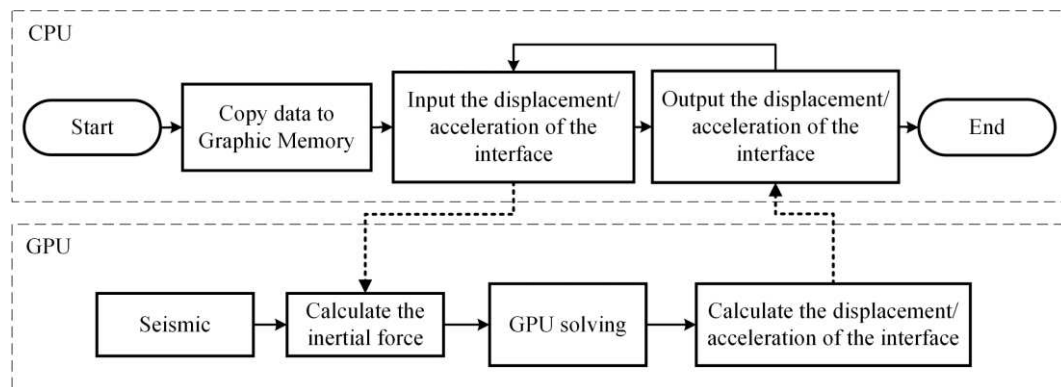 CPU
Start
Copy data to
Graphic Memory
Input the displacement/
acceleration of the
interface
Output the displacement/
acceleration of the
interface
End
GPU
Seismic
Calculate the
inertial force
GPU solving
Calculate the displacement/
acceleration of the interface